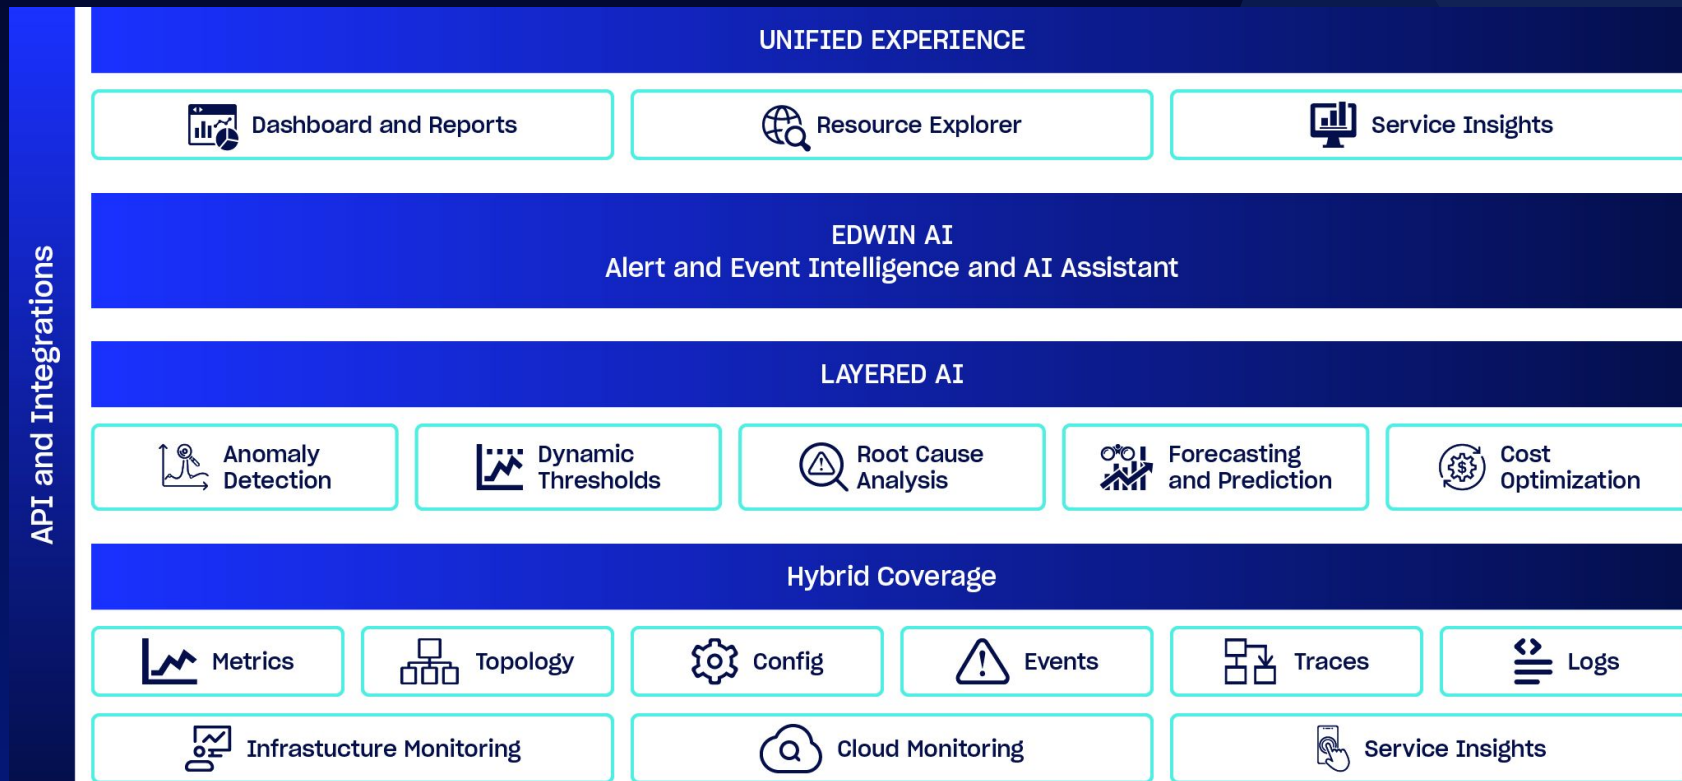 API and Integrations
UNIFIED EXPERIENCE
Dashboard and Reports
Resource Explorer
Service Insights
EDWIN AI
Alert and Event Intelligence and AI Assistant
LAYERED AI
Anomaly
Detection
Dynamic
Thresholds
Root Cause
Analysis
Forecasting
and Prediction
Cost
Optimization
Hybrid Coverage
Metrics
Topology
Config
Events
Traces
Logs
Infrastucture Monitoring
Cloud Monitoring
Service Insights